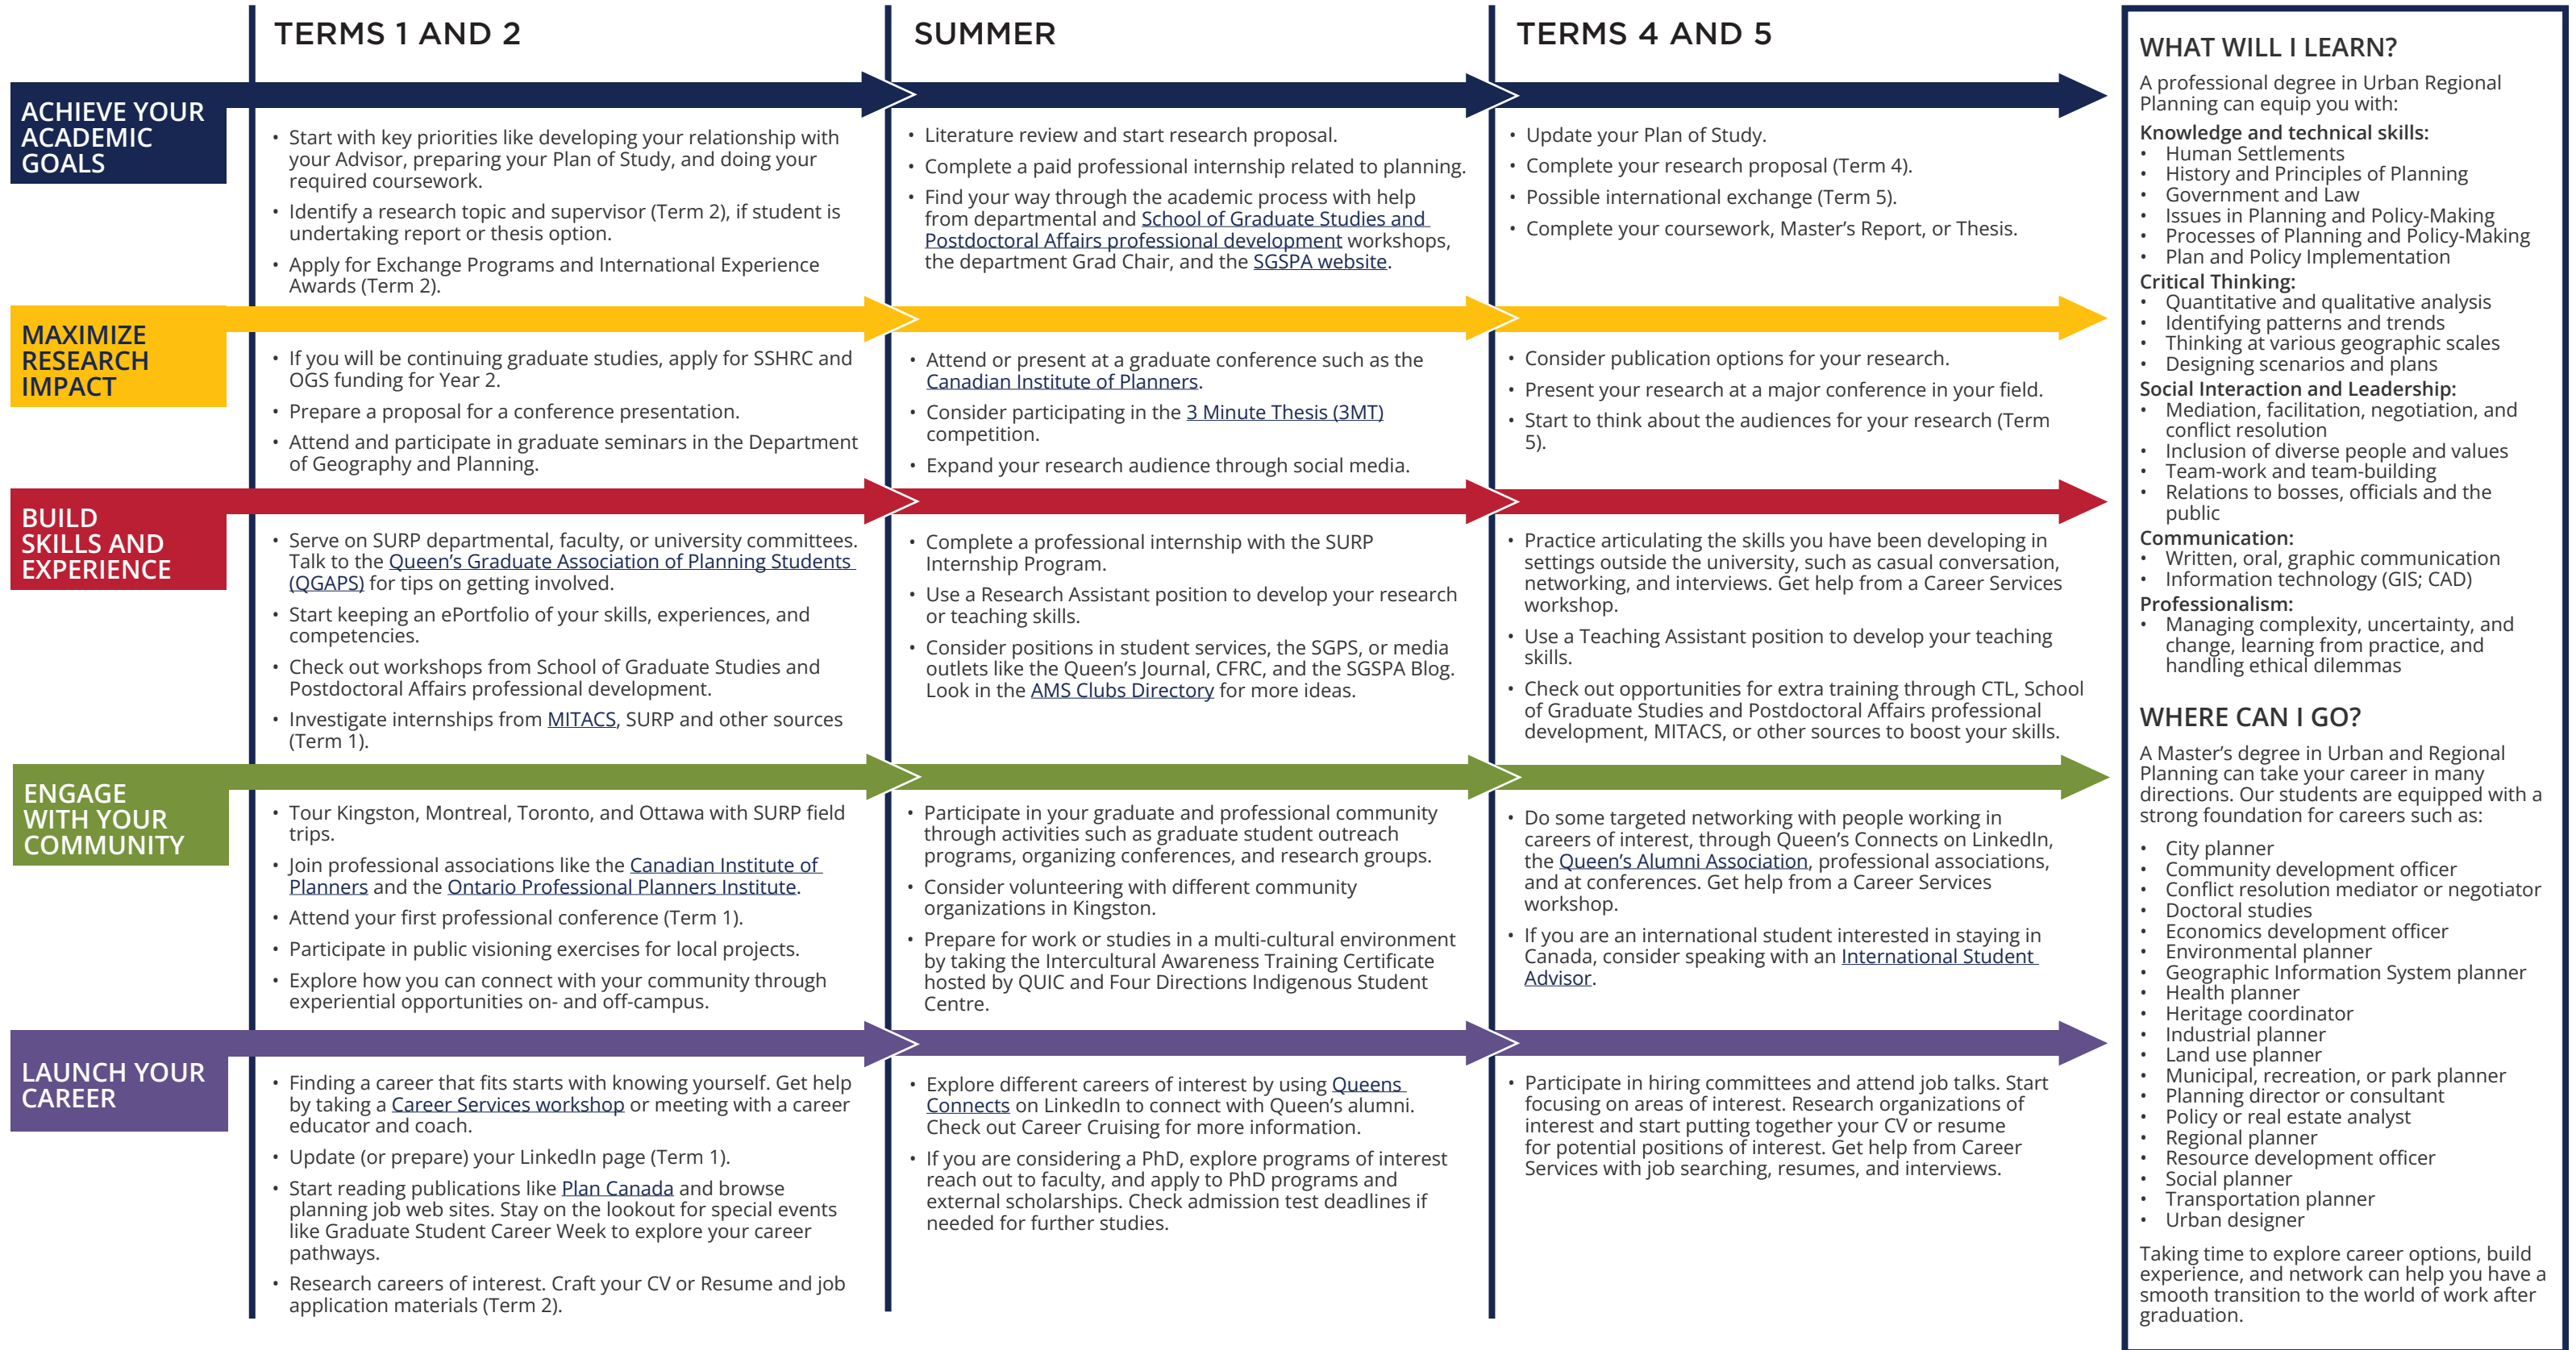 TERMS 1 AND 2
SUMMER
TERMS 4 AND 5
ACHIEVE YOUR
ACADEMIC
GOALS
• Start with key priorities like developing your relationship with
your Advisor, preparing your Plan of Study, and doing your
required coursework.
• Identify a research topic and supervisor (Term 2), if student is
undertaking report or thesis option.
• Apply for Exchange Programs and International Experience
Awards (Term 2).
• Literature review and start research proposal.
• Complete a paid professional internship related to planning.
• Find your way through the academic process with help
from departmental and School of Graduate Studies and
Postdoctoral Affairs professional development workshops,
the department Grad Chair, and the SGSPA website.
• Update your Plan of Study.
• Complete your research proposal (Term 4).
• Possible international exchange (Term 5).
• Complete your coursework, Master's Report, or Thesis.
MAXIMIZE
RESEARCH
IMPACT
• If you will be continuing graduate studies, apply for SSHRC and
OGS funding for Year 2.
• Prepare a proposal for a conference presentation.
• Attend and participate in graduate seminars in the Department
of Geography and Planning.
• Attend or present at a graduate conference such as the
Canadian Institute of Planners.
• Consider participating in the 3 Minute Thesis (3MT)
competition.
• Expand your research audience through social media.
• Consider publication options for your research.
• Present your research at a major conference in your field.
• Start to think about the audiences for your research (Term
5).
BUILD
SKILLS AND
EXPERIENCE
• Serve on SURP departmental, faculty, or university committees.
Talk to the Queen's Graduate Association of Planning Students
(QGAPS) for tips on getting involved.
• Start keeping an ePortfolio of your skills, experiences, and
competencies.
• Check out workshops from School of Graduate Studies and
Postdoctoral Affairs professional development.
• Investigate internships from MITACS, SURP and other sources
(Term 1).
• Complete a professional internship with the SURP
Internship Program.
• Use a Research Assistant position to develop your research
or teaching skills.
• Consider positions in student services, the SGPS, or media
outlets like the Queen's Journal, CFRC, and the SGSPA Blog.
Look in the AMS Clubs Directory for more ideas.
• Practice articulating the skills you have been developing in
settings outside the university, such as casual conversation,
networking, and interviews. Get help from a Career Services
workshop.
• Use a Teaching Assistant position to develop your teaching
skills.
• Check out opportunities for extra training through CTL, School
of Graduate Studies and Postdoctoral Affairs professional
development, MITACS, or other sources to boost your skills.
ENGAGE
WITH YOUR
COMMUNITY
• Tour Kingston, Montreal, Toronto, and Ottawa with SURP field
trips.
• Join professional associations like the Canadian Institute of
Planners and the Ontario Professional Planners Institute.
• Attend your first professional conference (Term 1).
• Participate in public visioning exercises for local projects.
• Explore how you can connect with your community through
experiential opportunities on- and off-campus.
• Participate in your graduate and professional community
through activities such as graduate student outreach
programs, organizing conferences, and research groups.
• Consider volunteering with different community
organizations in Kingston.
• Prepare for work or studies in a multi-cultural environment
by taking the Intercultural Awareness Training Certificate
hosted by QUIC and Four Directions Indigenous Student
Centre.
• Do some targeted networking with people working in
careers of interest, through Queen's Connects on LinkedIn,
the Queen's Alumni Association, professional associations,
and at conferences. Get help from a Career Services
workshop.
• If you are an international student interested in staying in
Canada, consider speaking with an International Student
Advisor.
LAUNCH YOUR
CAREER
• Finding a career that fits starts with knowing yourself. Get help
by taking a Career Services workshop or meeting with a career
educator and coach.
• Update (or prepare) your LinkedIn page (Term 1).
• Start reading publications like Plan Canada and browse
planning job web sites. Stay on the lookout for special events
like Graduate Student Career Week to explore your career
pathways.
• Research careers of interest. Craft your CV or Resume and job
application materials (Term 2).
• Explore different careers of interest by using Queens
Connects on LinkedIn to connect with Queen's alumni.
Check out Career Cruising for more information.
• If you are considering a PhD, explore programs of interest
reach out to faculty, and apply to PhD programs and
external scholarships. Check admission test deadlines if
needed for further studies.
• Participate in hiring committees and attend job talks. Start
focusing on areas of interest. Research organizations of
interest and start putting together your CV or resume
for potential positions of interest. Get help from Career
Services with job searching, resumes, and interviews.
WHAT WILL I LEARN?
A professional degree in Urban Regional
Planning can equip you with:
Knowledge and technical skills:
• Human Settlements
• History and Principles of Planning
• Government and Law
• Issues in Planning and Policy-Making
• Processes of Planning and Policy-Making
• Plan and Policy Implementation
Critical Thinking:
• Quantitative and qualitative analysis
• Identifying patterns and trends
• Thinking at various geographic scales
• Designing scenarios and plans
Social Interaction and Leadership:
• Mediation, facilitation, negotiation, and
conflict resolution
• Inclusion of diverse people and values
• Team-work and team-building
• Relations to bosses, officials and the
public
Communication:
• Written, oral, graphic communication
• Information technology (GIS; CAD)
Professionalism:
• Managing complexity, uncertainty, and
change, learning from practice, and
handling ethical dilemmas
WHERE CAN I GO?
A Master's degree in Urban and Regional
Planning can take your career in many
directions. Our students are equipped with a
strong foundation for careers such as:
• City planner
• Community development officer
• Conflict resolution mediator or negotiator
• Doctoral studies
• Economics development officer
• Environmental planner
• Geographic Information System planner
• Health planner
• Heritage coordinator
• Industrial planner
• Land use planner
• Municipal, recreation, or park planner
• Planning director or consultant
• Policy or real estate analyst
• Regional planner
• Resource development officer
• Social planner
• Transportation planner
• Urban designer
Taking time to explore career options, build
experience, and network can help you have a
smooth transition to the world of work after
graduation.